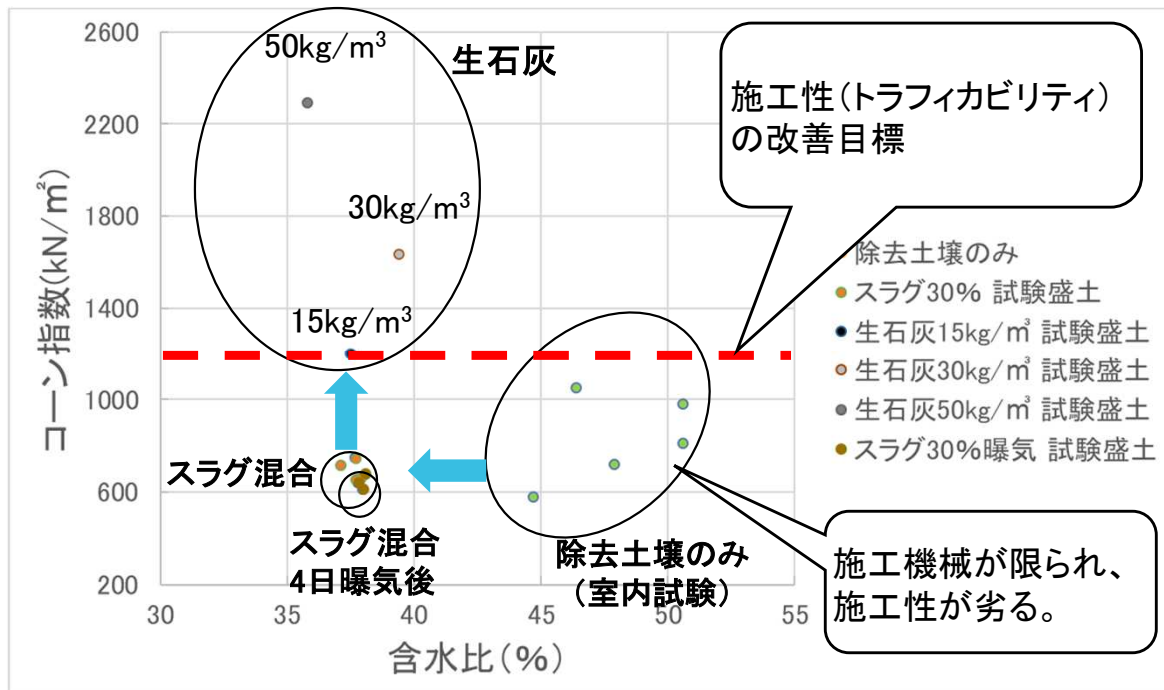 コーン指数(kN/㎡)
2600
2200
1800
1400
1000
600
200
30
35
40
45
50
55
含水比(%)
50kg/m³
生石灰
30kg/m³
15kg/m³
スラグ混合
スラグ混合
4日曝気後
除去土壌のみ
（室内試験）
施工性（トラフィカビリティ）
の改善目標
除去土壌のみ
スラグ30% 試験盛土
生石灰15kg/㎥ 試験盛土
生石灰30kg/㎥ 試験盛土
生石灰50kg/㎥ 試験盛土
スラグ30%曝気 試験盛土
施工機械が限られ、
施工性が劣る。